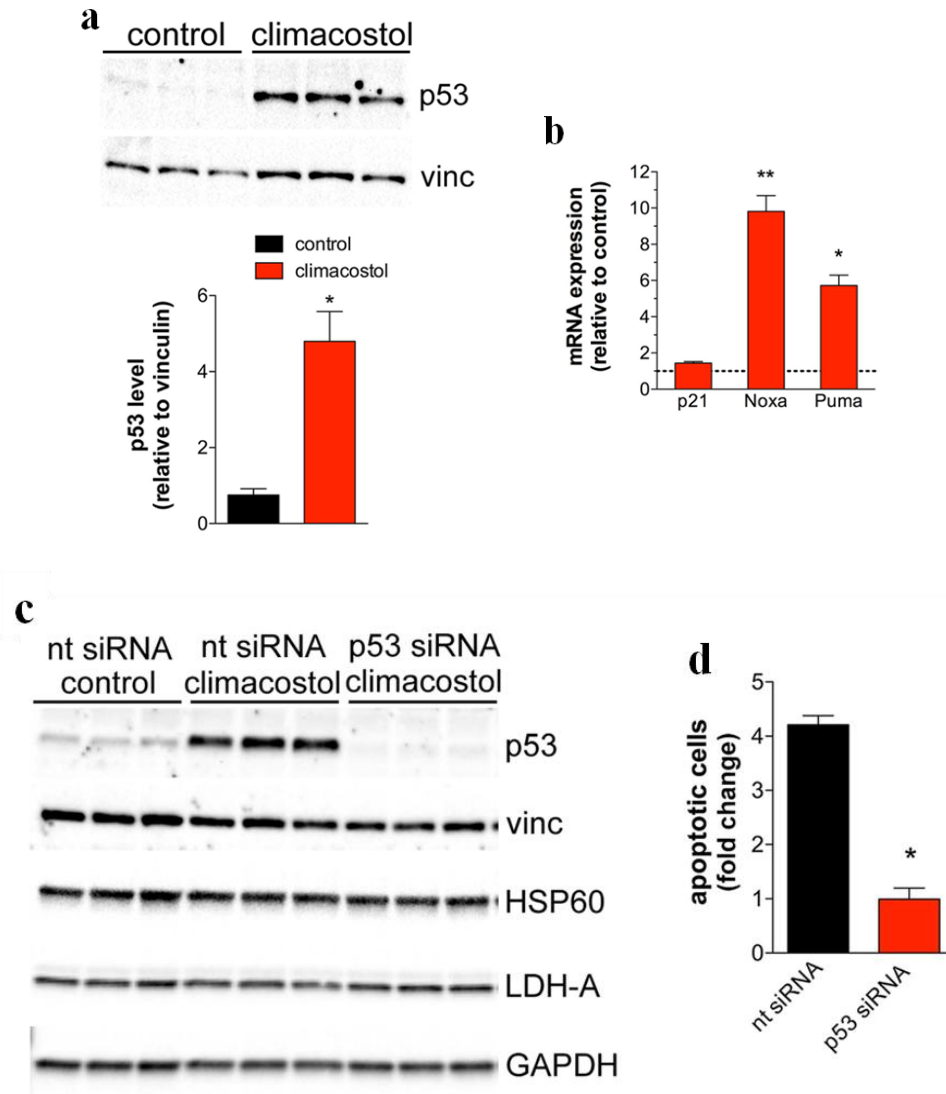 a
control climacostol
p53
vinc
control
climacostol
6
4
2
0
p53 level
(relative to vinculin)
*
b
12
10
8
6
4
2
0
mRNA expression
(relative to control)
**
*
p21 Noxa Puma
c
nt siRNA nt siRNA p53 siRNA
control climacostol climacostol
p53
vinc
HSP60
LDH-A
GAPDH
d
5
4
3
2
1
0
apoptotic cells
(fold change)
*
nt siRNA
p53 siRNA